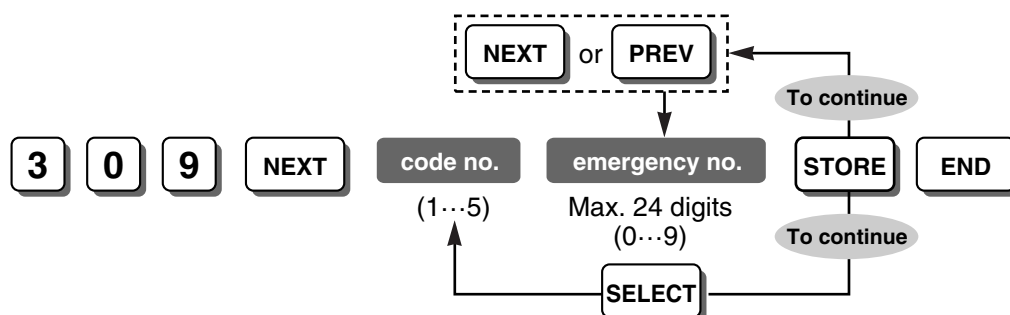 NEXT or PREV
To continue
3 0 9 NEXT code no. emergency no. STORE END
(1···5) Max. 24 digits
(0···9)
To continue
SELECT